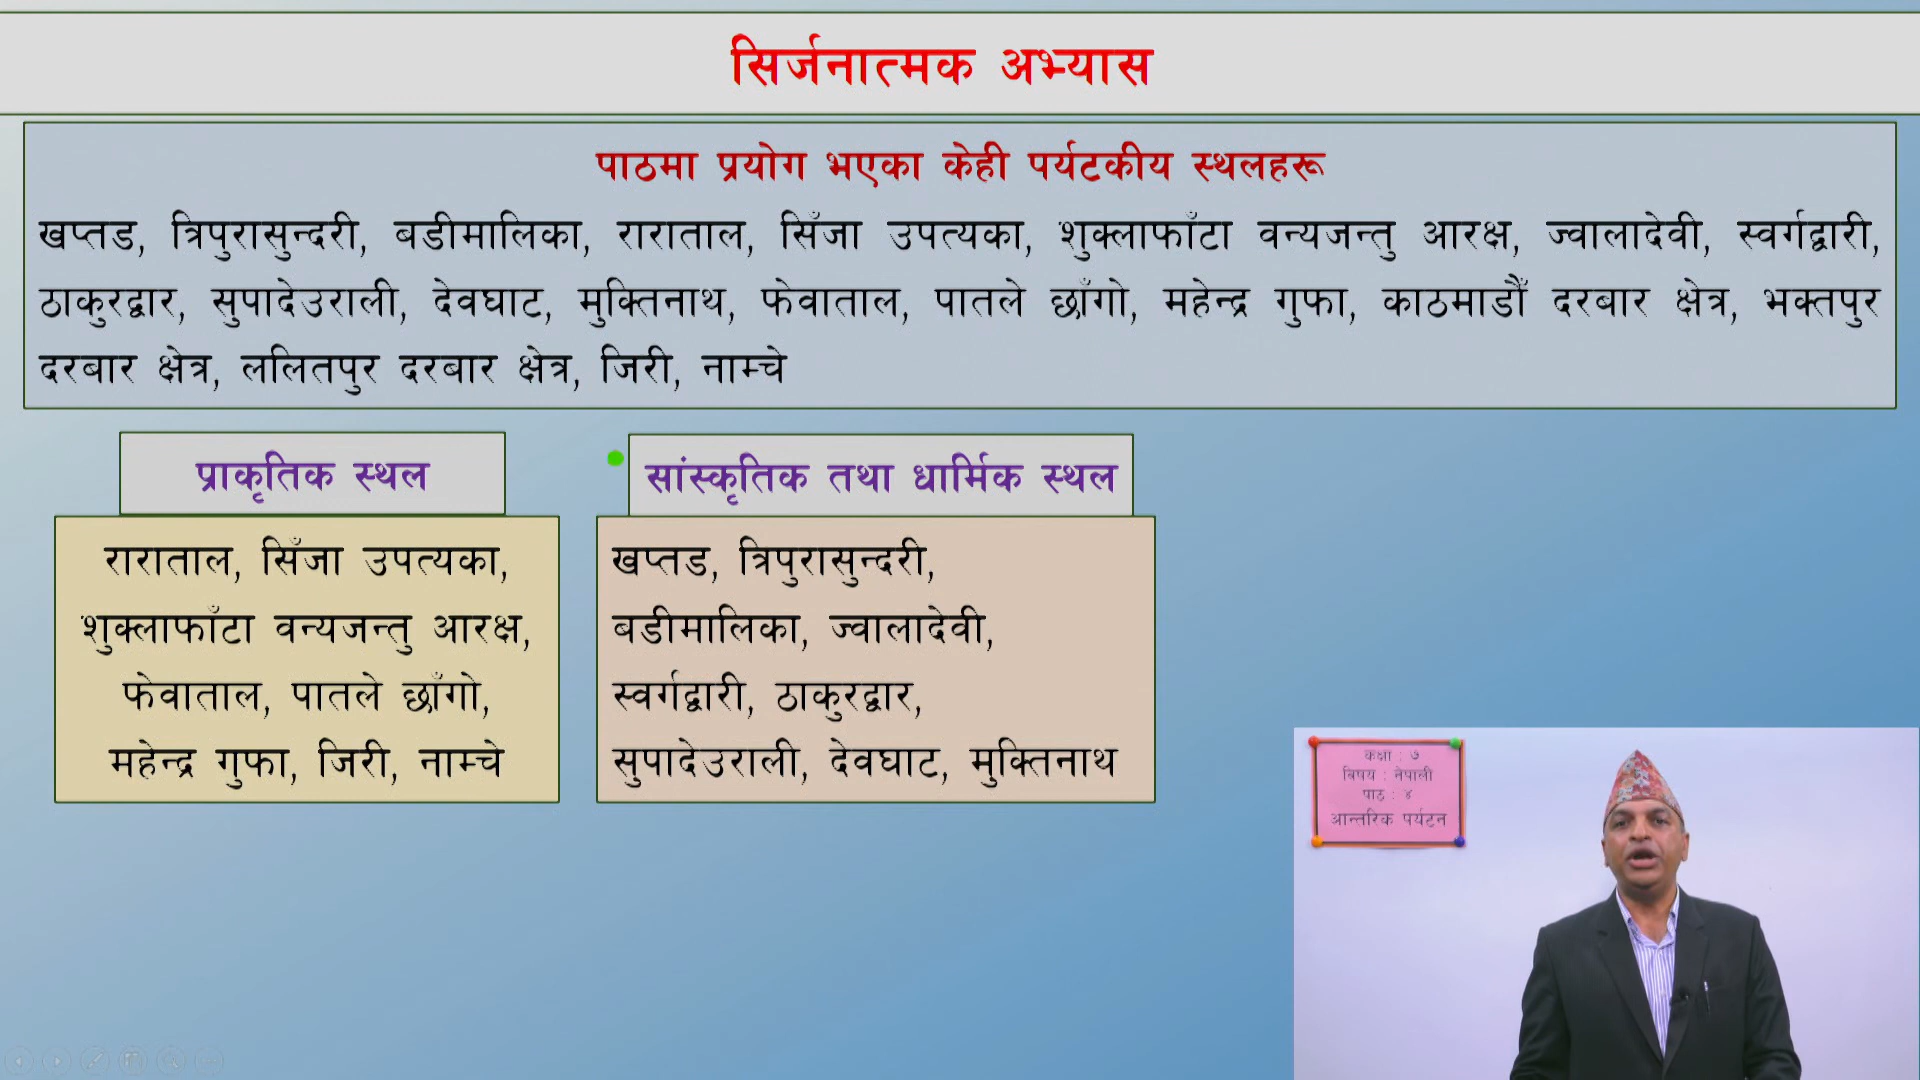 सिर्जनात्मक अभ्यास
पाठमा प्रयोग भएका केही पर्यटकीय स्थलहरू
खप्तड, त्रिपुरासुन्दरी, बडीमालिका, राराताल, सिँजा उपत्यका, शुक्लाफाँटा वन्यजन्तु आरक्ष, ज्वालादेवी, स्वर्गद्वारी,
ठाकुरद्वार, सुपादेउराली, देवघाट, मुक्तिनाथ, फेवाताल, पातले छाँगो, महेन्द्र गुफा, काठमाडौँ दरबार क्षेत्र, भक्तपुर
दरबार क्षेत्र, ललितपुर दरबार क्षेत्र, जिरी, नाम्चे
प्राकृतिक स्थल
राराताल, सिँजा उपत्यका,
शुक्लाफाँटा वन्यजन्तु आरक्ष,
फेवाताल, पातले छाँगो,
महेन्द्र गुफा, जिरी, नाम्चे
सांस्कृतिक तथा धार्मिक स्थल
खप्तड, त्रिपुरासुन्दरी,
बडीमालिका, ज्वालादेवी,
स्वर्गद्वारी, ठाकुरद्वार,
सुपादेउराली, देवघाट, मुक्तिनाथ
कक्षा : ७
विषय : नेपाली
पाठ : ४
आन्तरिक पर्यटन